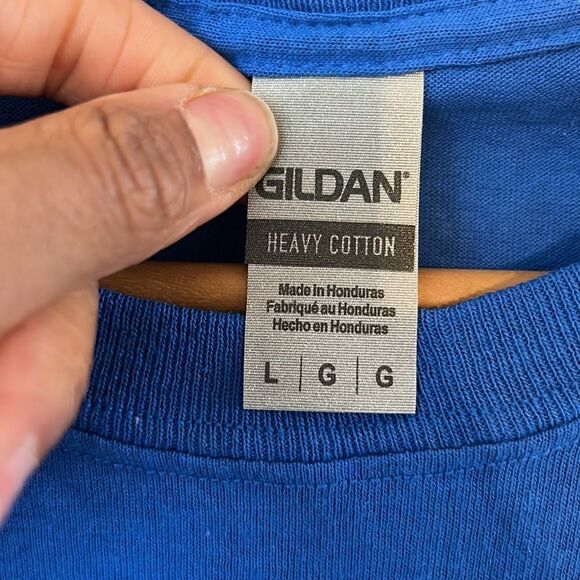 GILDAN®
HEAVY COTTON
Made in Honduras
Fabriqué au Honduras
Hecho en Honduras
L | G | G